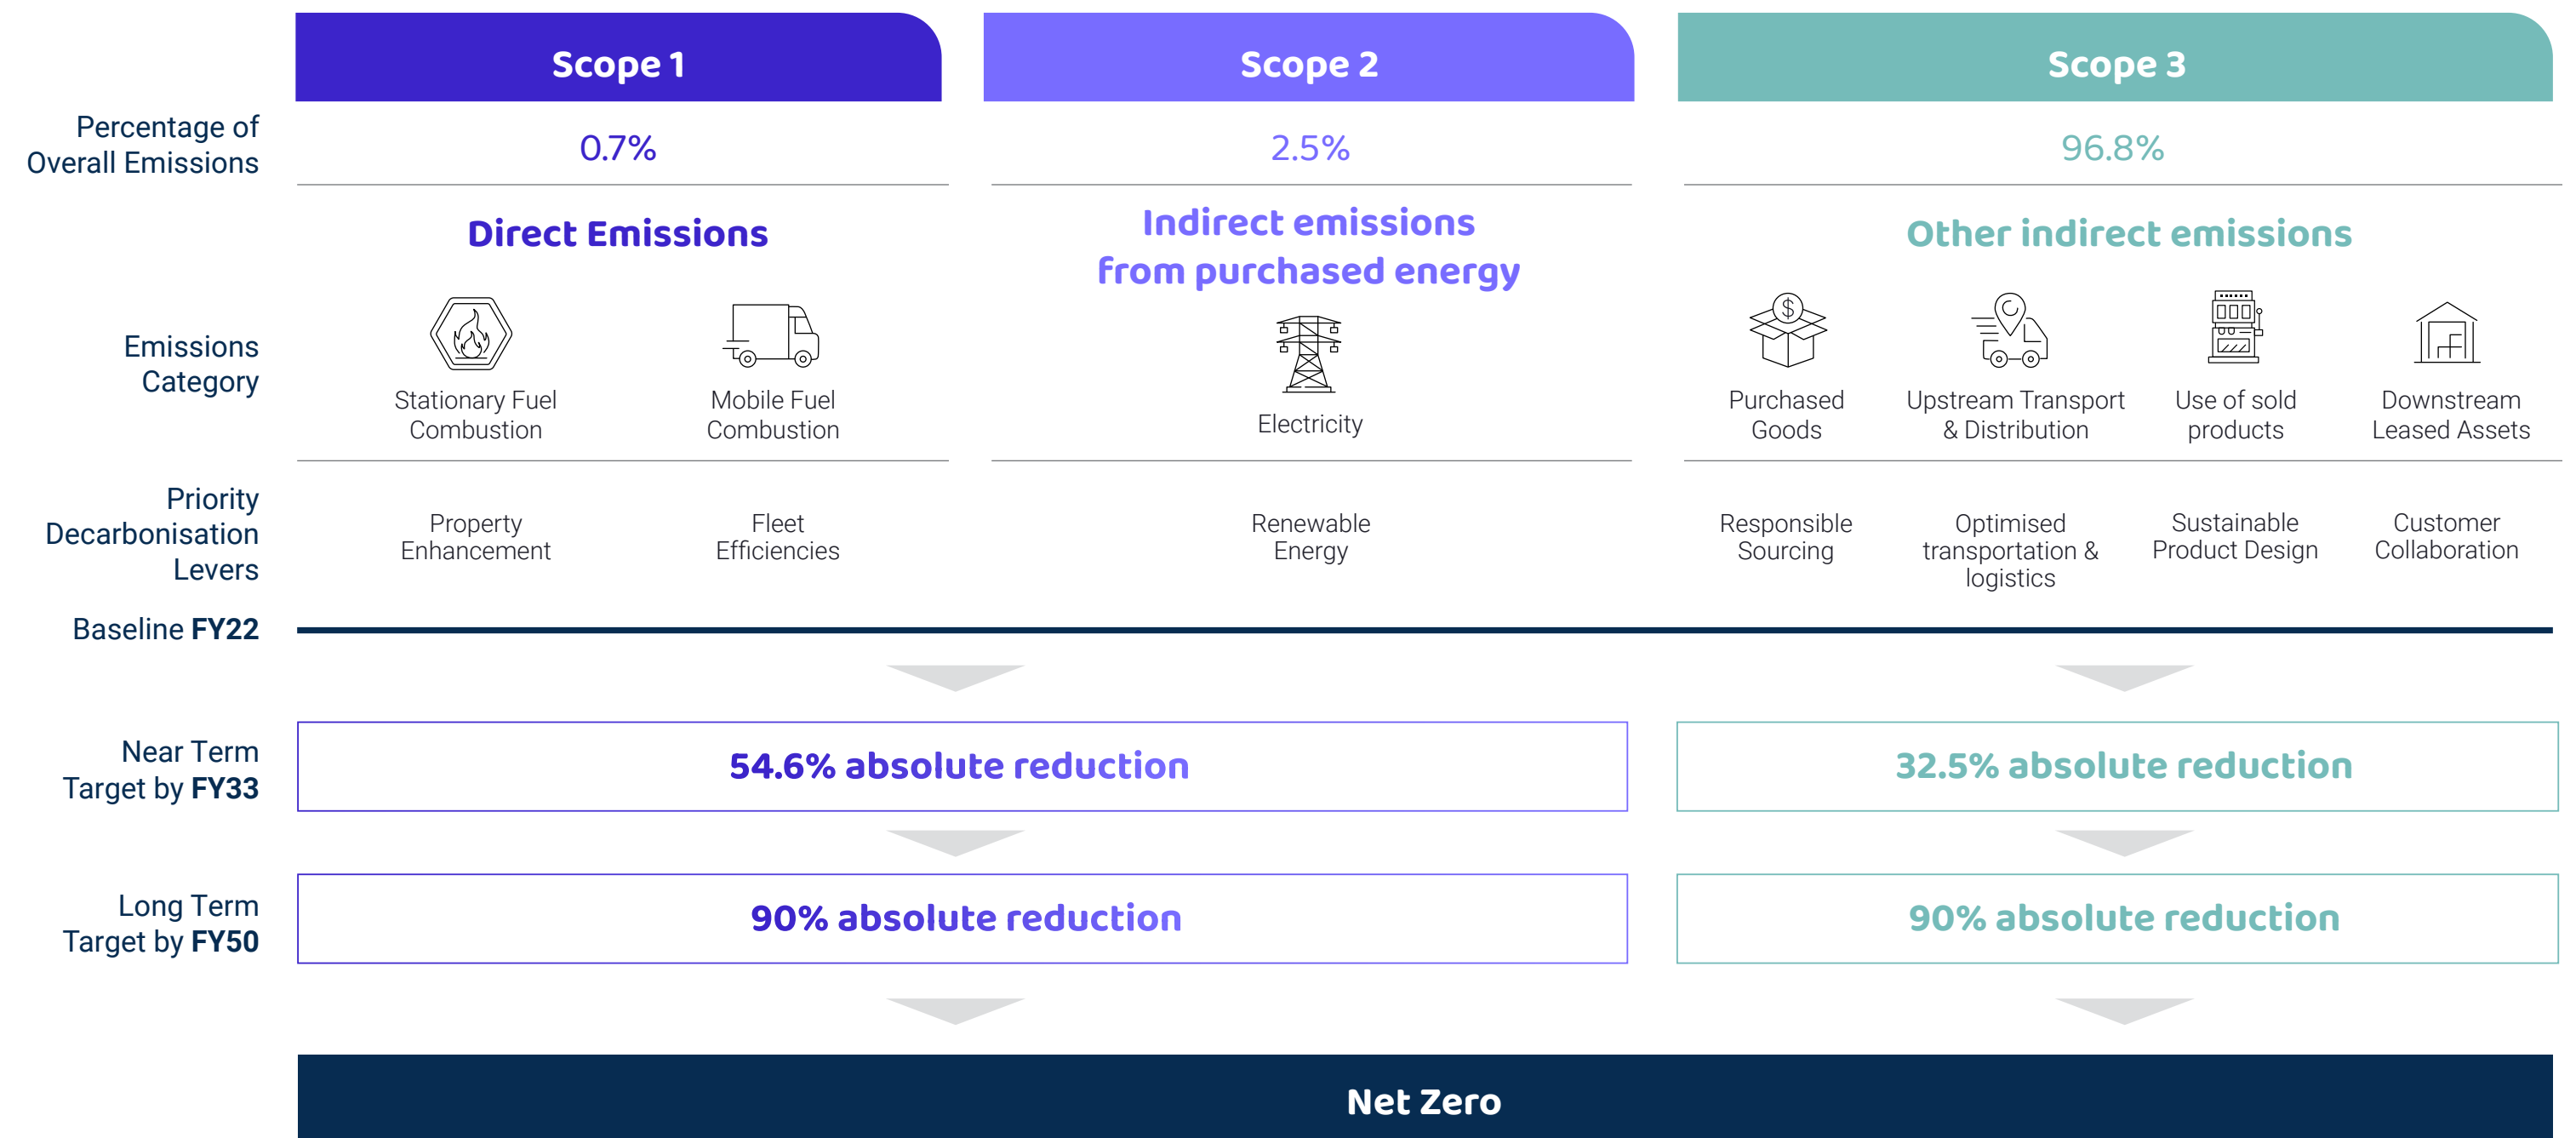 Scope 1
Scope 2
Scope 3
Percentage of
Overall Emissions
0.7%
2.5%
96.8%
Direct Emissions
Indirect emissions
from purchased energy
Other indirect emissions
Emissions
Category
Stationary Fuel
Combustion
Mobile Fuel
Combustion
Electricity
$
Purchased
Goods
Upstream Transport
& Distribution
Use of sold
products
Downstream
Leased Assets
Priority
Decarbonisation
Levers
Property
Enhancement
Fleet
Efficiencies
Renewable
Energy
Responsible
Sourcing
Optimised
transportation &
logistics
Sustainable
Product Design
Customer
Collaboration
Baseline FY22
Near Term
Target by FY33
54.6% absolute reduction
32.5% absolute reduction
Long Term
Target by FY50
90% absolute reduction
90% absolute reduction
Net Zero